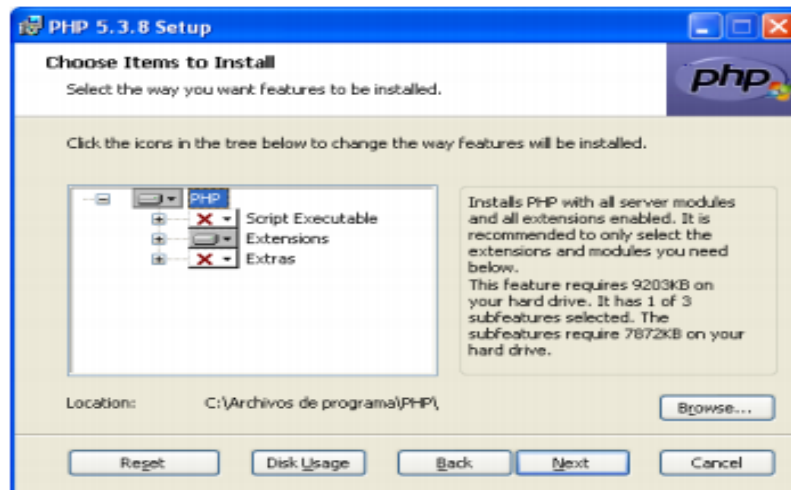 PHP 5.3.8 Setup
Choose Items to Install
Select the way you want features to be installed.
php
Click the icons in the tree below to change the way features will be installed.
PHP
Script Executable
Extensions
Extras
Installs PHP with all server modules
and all extensions enabled. It is
recommended to only select the
extensions and modules you need
below.
This feature requires 9203KB on
your hard drive. It has 1 of 3
subfeatures selected. The
subfeatures require 7872KB on your
hard drive.
Location: C:\Archivos de programa\PHP\
Browse...
Reset Disk Usage Back Next Cancel